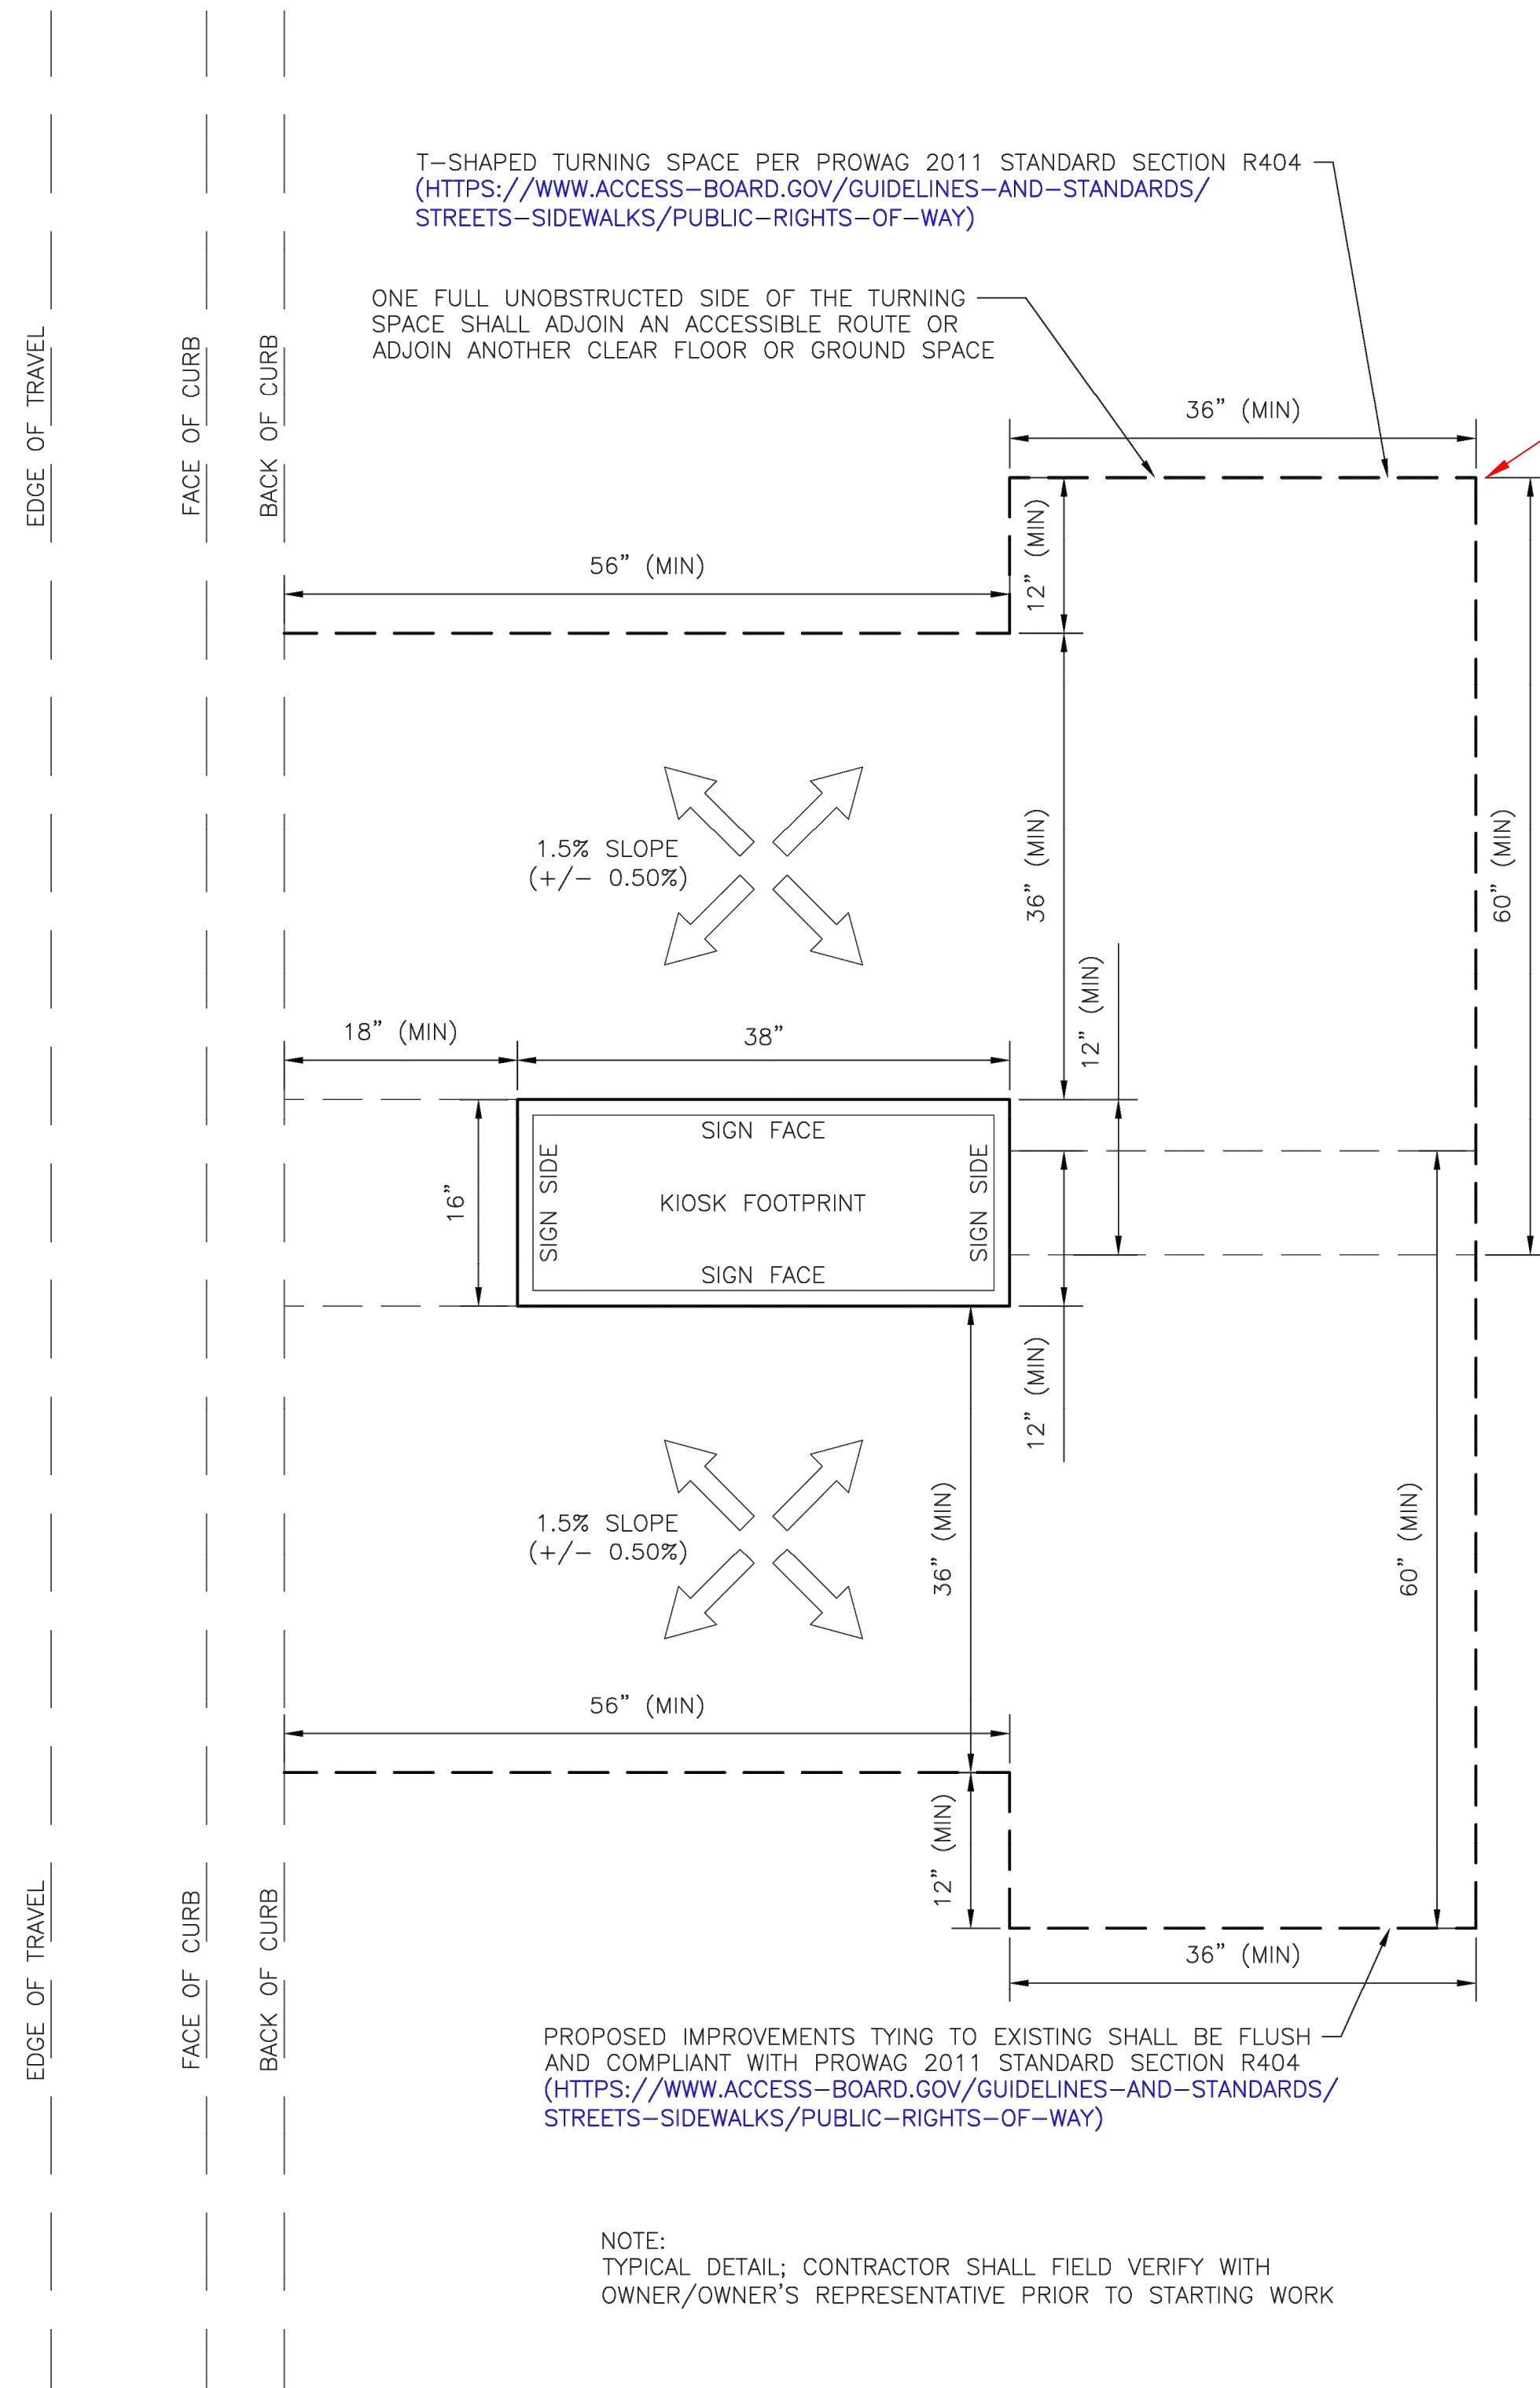 T-SHAPED TURNING SPACE PER PROWAG 2011 STANDARD SECTION R404
(HTTPS://WWW.ACCESS-BOARD.GOV/GUIDELINES-AND-STANDARDS/
STREETS-SIDEWALKS/PUBLIC-RIGHTS-OF-WAY)
ONE FULL UNOBSTRUCTED SIDE OF THE TURNING
SPACE SHALL ADJOIN AN ACCESSIBLE ROUTE OR
ADJOIN ANOTHER CLEAR FLOOR OR GROUND SPACE
EDGE OF TRAVEL
FACE OF CURB
BACK OF CURB
36" (MIN)
12" (MIN)
56" (MIN)
1.5% SLOPE
(+/- 0.50%)
36" (MIN)
60" (MIN)
12" (MIN)
18" (MIN)
38"
16"
SIGN FACE
SIGN SIDE
KIOSK FOOTPRINT
SIGN SIDE
SIGN FACE
12" (MIN)
1.5% SLOPE
(+/- 0.50%)
36" (MIN)
60" (MIN)
56" (MIN)
12" (MIN)
EDGE OF TRAVEL
FACE OF CURB
BACK OF CURB
36" (MIN)
PROPOSED IMPROVEMENTS TYING TO EXISTING SHALL BE FLUSH
AND COMPLIANT WITH PROWAG 2011 STANDARD SECTION R404
(HTTPS://WWW.ACCESS-BOARD.GOV/GUIDELINES-AND-STANDARDS/
STREETS-SIDEWALKS/PUBLIC-RIGHTS-OF-WAY)
NOTE:
TYPICAL DETAIL; CONTRACTOR SHALL FIELD VERIFY WITH
OWNER/OWNER'S REPRESENTATIVE PRIOR TO STARTING WORK